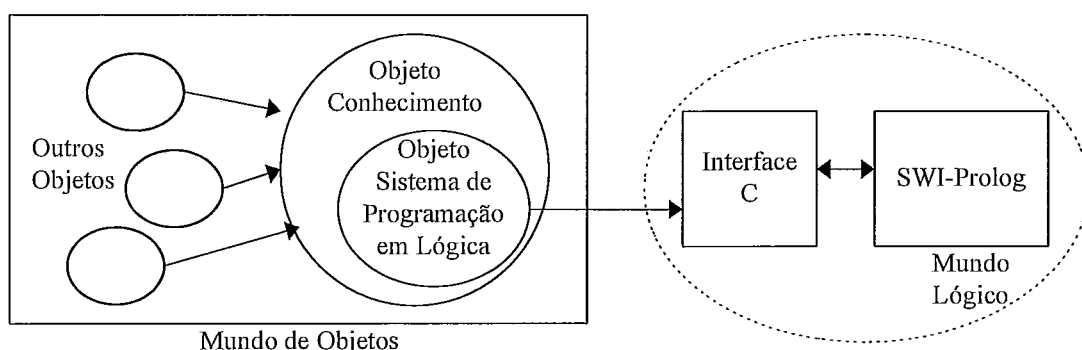 Outros
Objetos
Objeto
Conhecimento
Objeto
Sistema de
Programação
em Lógica
Mundo de Objetos
Interface
C
SWI-Prolog
Mundo
Lógico